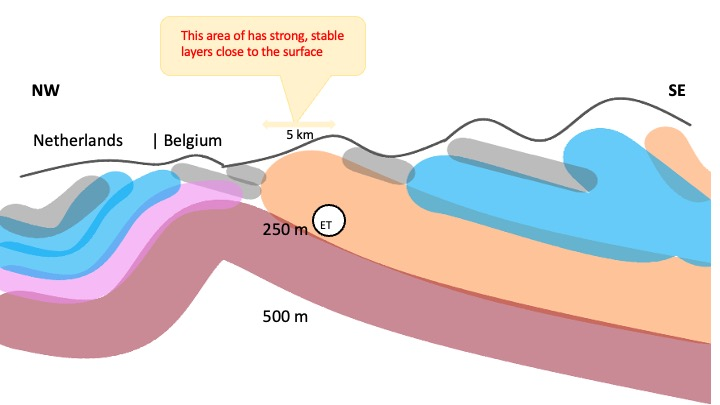 This area of has strong, stable
layers close to the surface
NW
SE
Netherlands | Belgium
5 km
ET
250 m
500 m